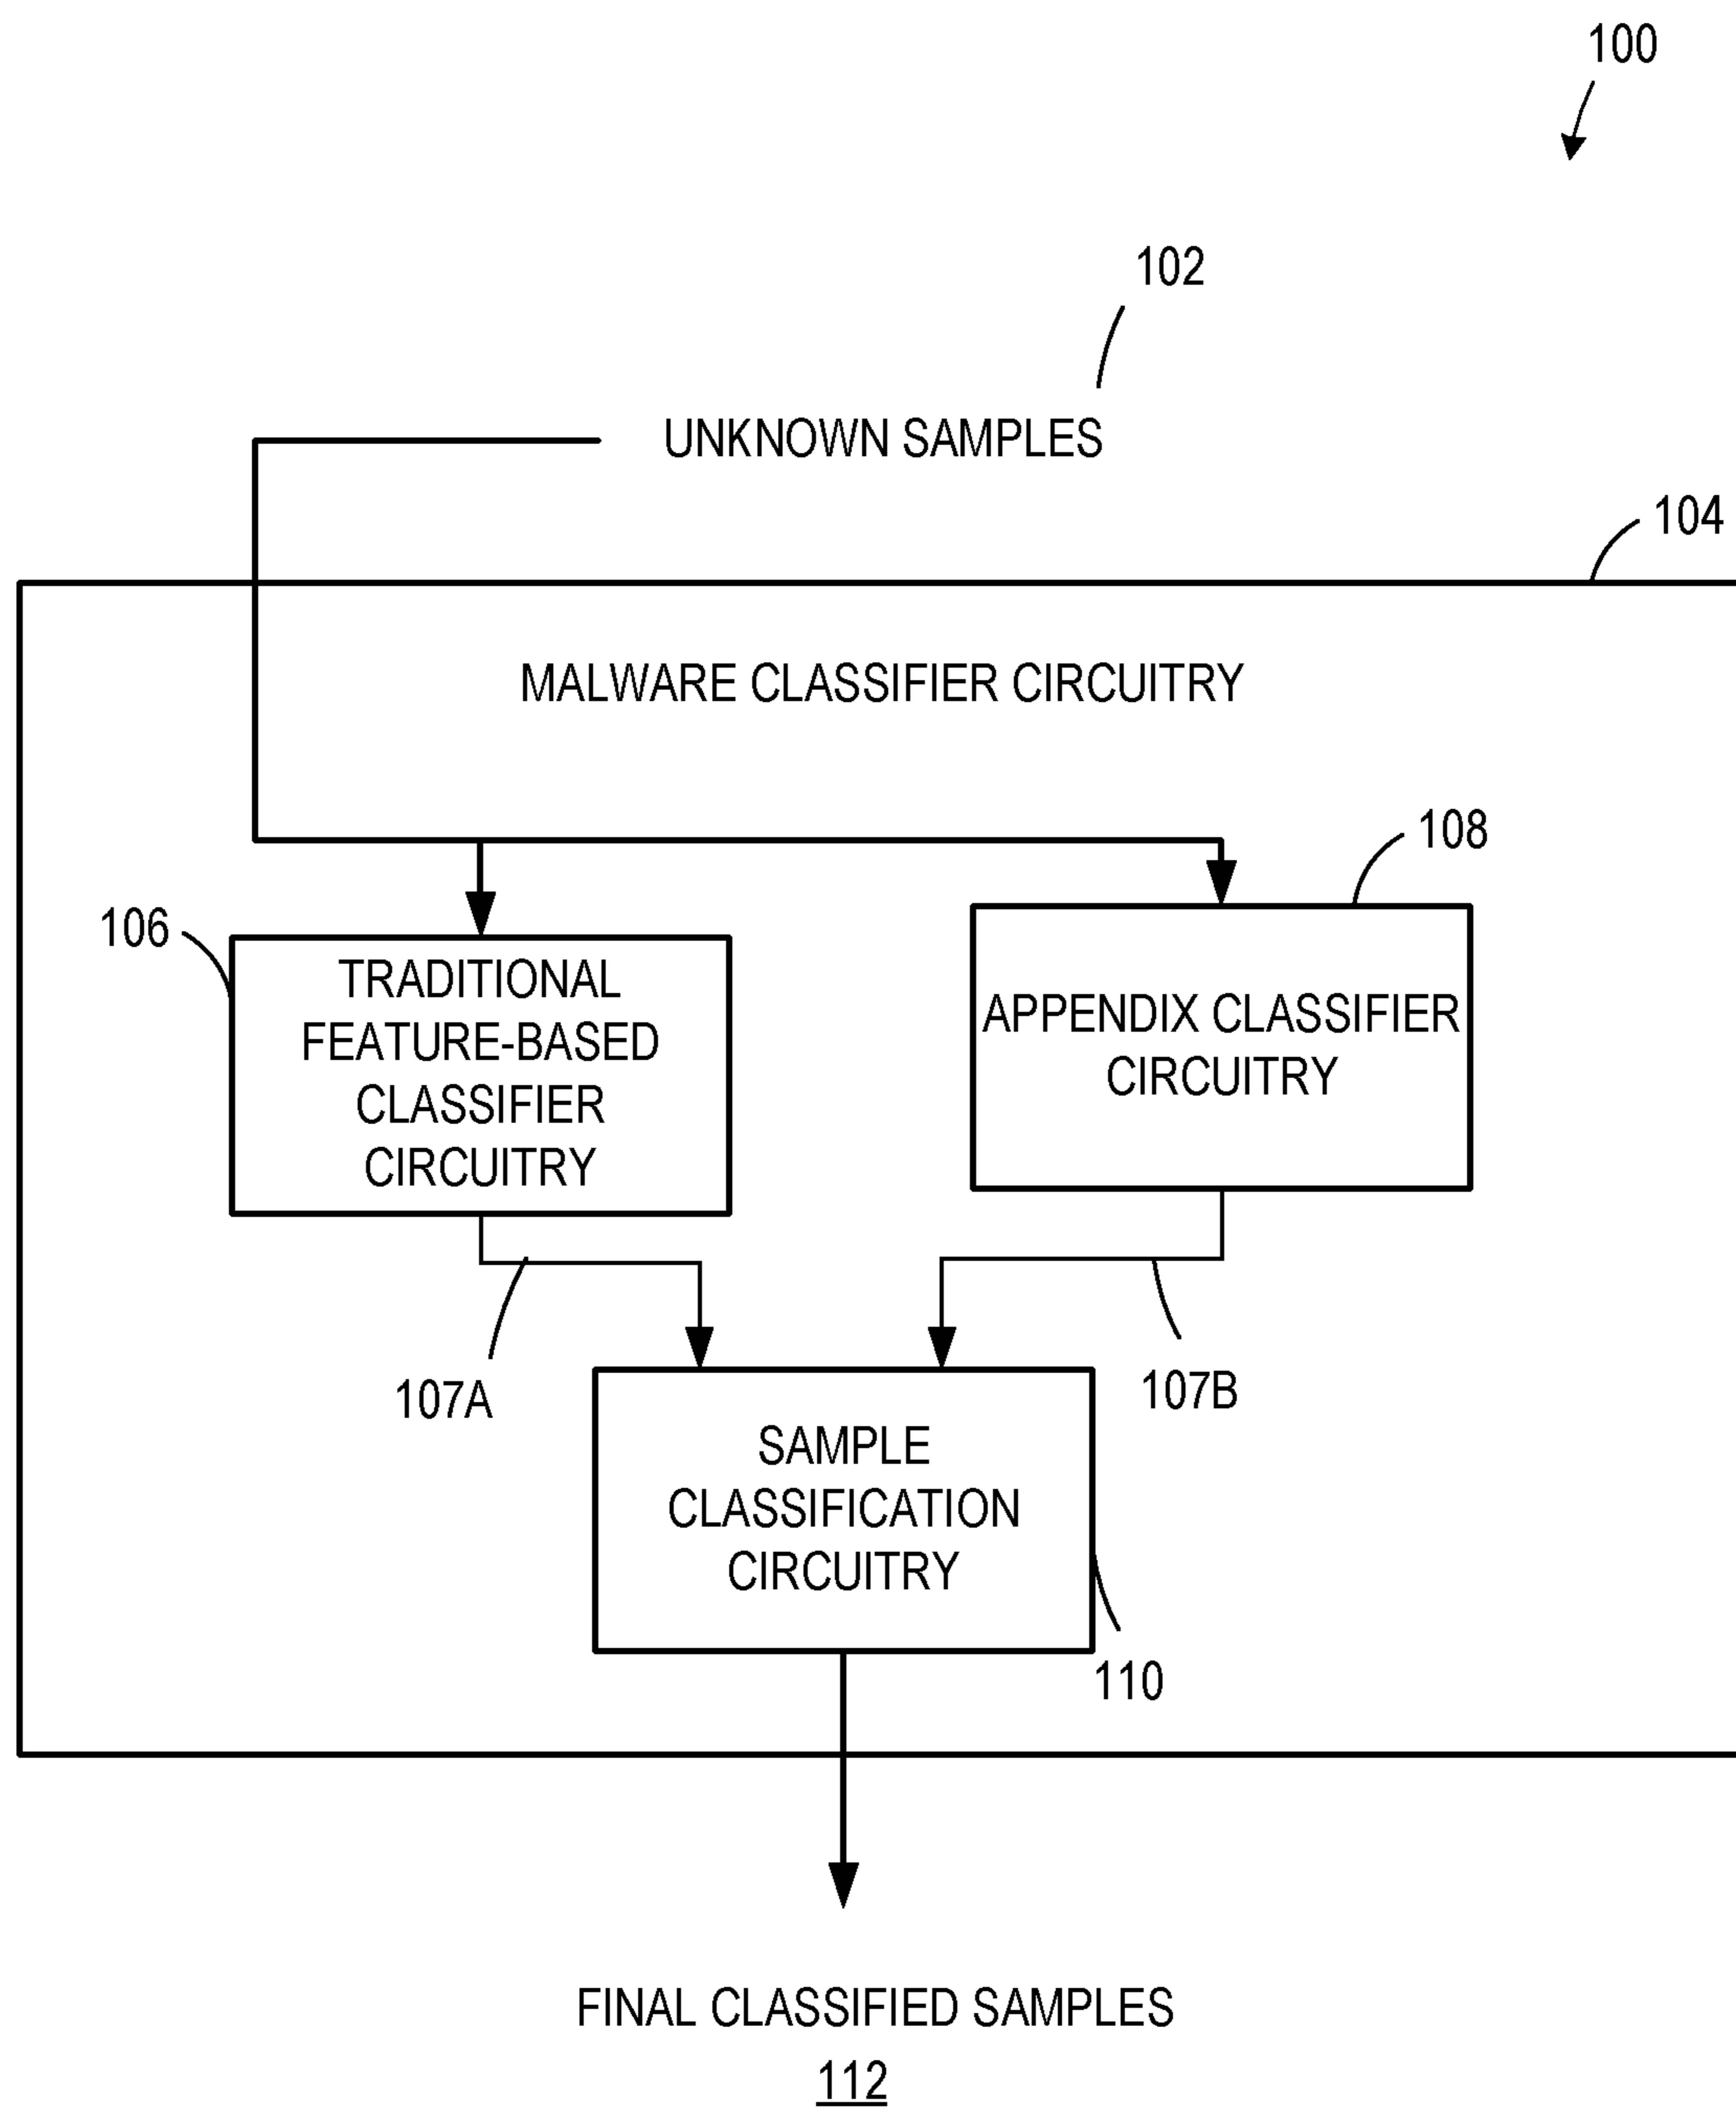 100
102
UNKNOWN SAMPLES
104
MALWARE CLASSIFIER CIRCUITRY
108
106
TRADITIONAL
FEATURE-BASED
CLASSIFIER
CIRCUITRY
APPENDIX CLASSIFIER
CIRCUITRY
107A
107B
SAMPLE
CLASSIFICATION
CIRCUITRY
110
FINAL CLASSIFIED SAMPLES
112